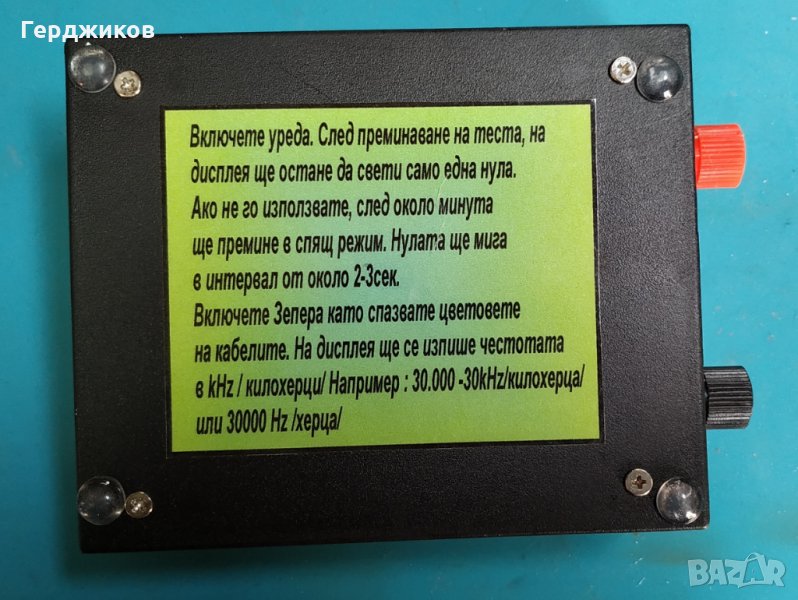 Герджиков
Включете уреда. След преминаване на теста, на
дисплея ще остане да свети само една нула.
Ако не го използвате, след около минута
ще премине в спящ режим. Нулата ще мига
в интервал от около 2-3сек.
Включете Зепера като спазвате цветовете
на кабелите. На дисплея ще се изпише честотата
в kHz / килохерци/ Например : 30.000 -30kHz/килохерца/
или 30000 Hz /херца/
BAZAR